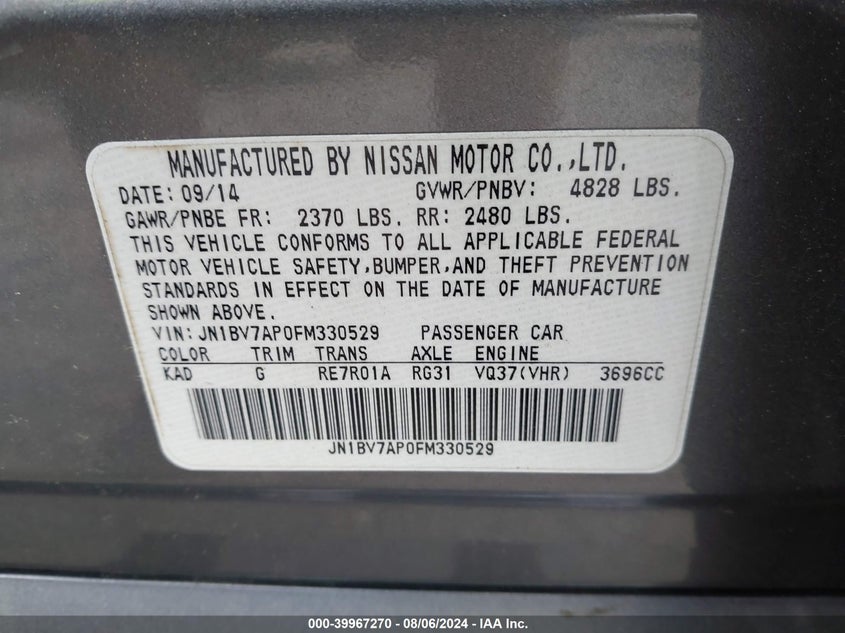 MANUFACTURED BY NISSAN MOTOR CO.,LTD.
DATE: 09/14 GVWR/PNBV: 4828 LBS.
GAWR/PNBE FR: 2370 LBS. RR: 2480 LBS.
THIS VEHICLE CONFORMS TO ALL APPLICABLE FEDERAL
MOTOR VEHICLE SAFETY,BUMPER,AND THEFT PREVENTION
STANDARDS IN EFFECT ON THE DATE OF MANUFACTURE
SHOWN ABOVE.
VIN:JN1BV7AP0FM330529 PASSENGER CAR
COLOR TRIM TRANS AXLE ENGINE
KAD G RE7R01A RG31 VQ37(VHR) 3696CC
JN1BV7AP0FM330529
000-39967270 - 08/06/2024 - IAA Inc.